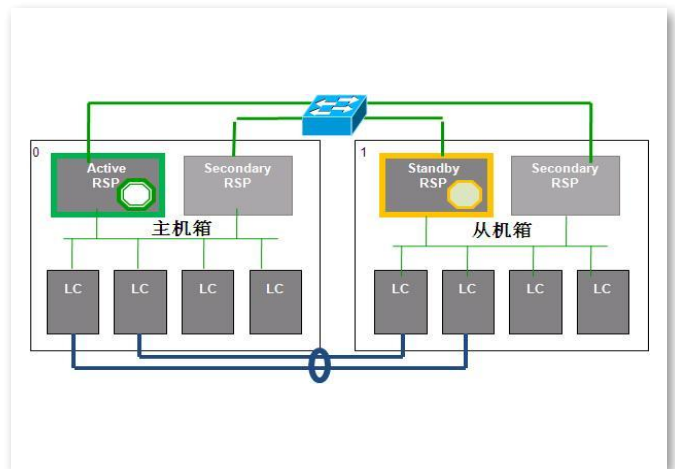 0
Active
RSP
Secondary
RSP
主机箱
LC
LC
LC
LC
1
Standby
RSP
Secondary
RSP
从机箱
LC
LC
LC
LC